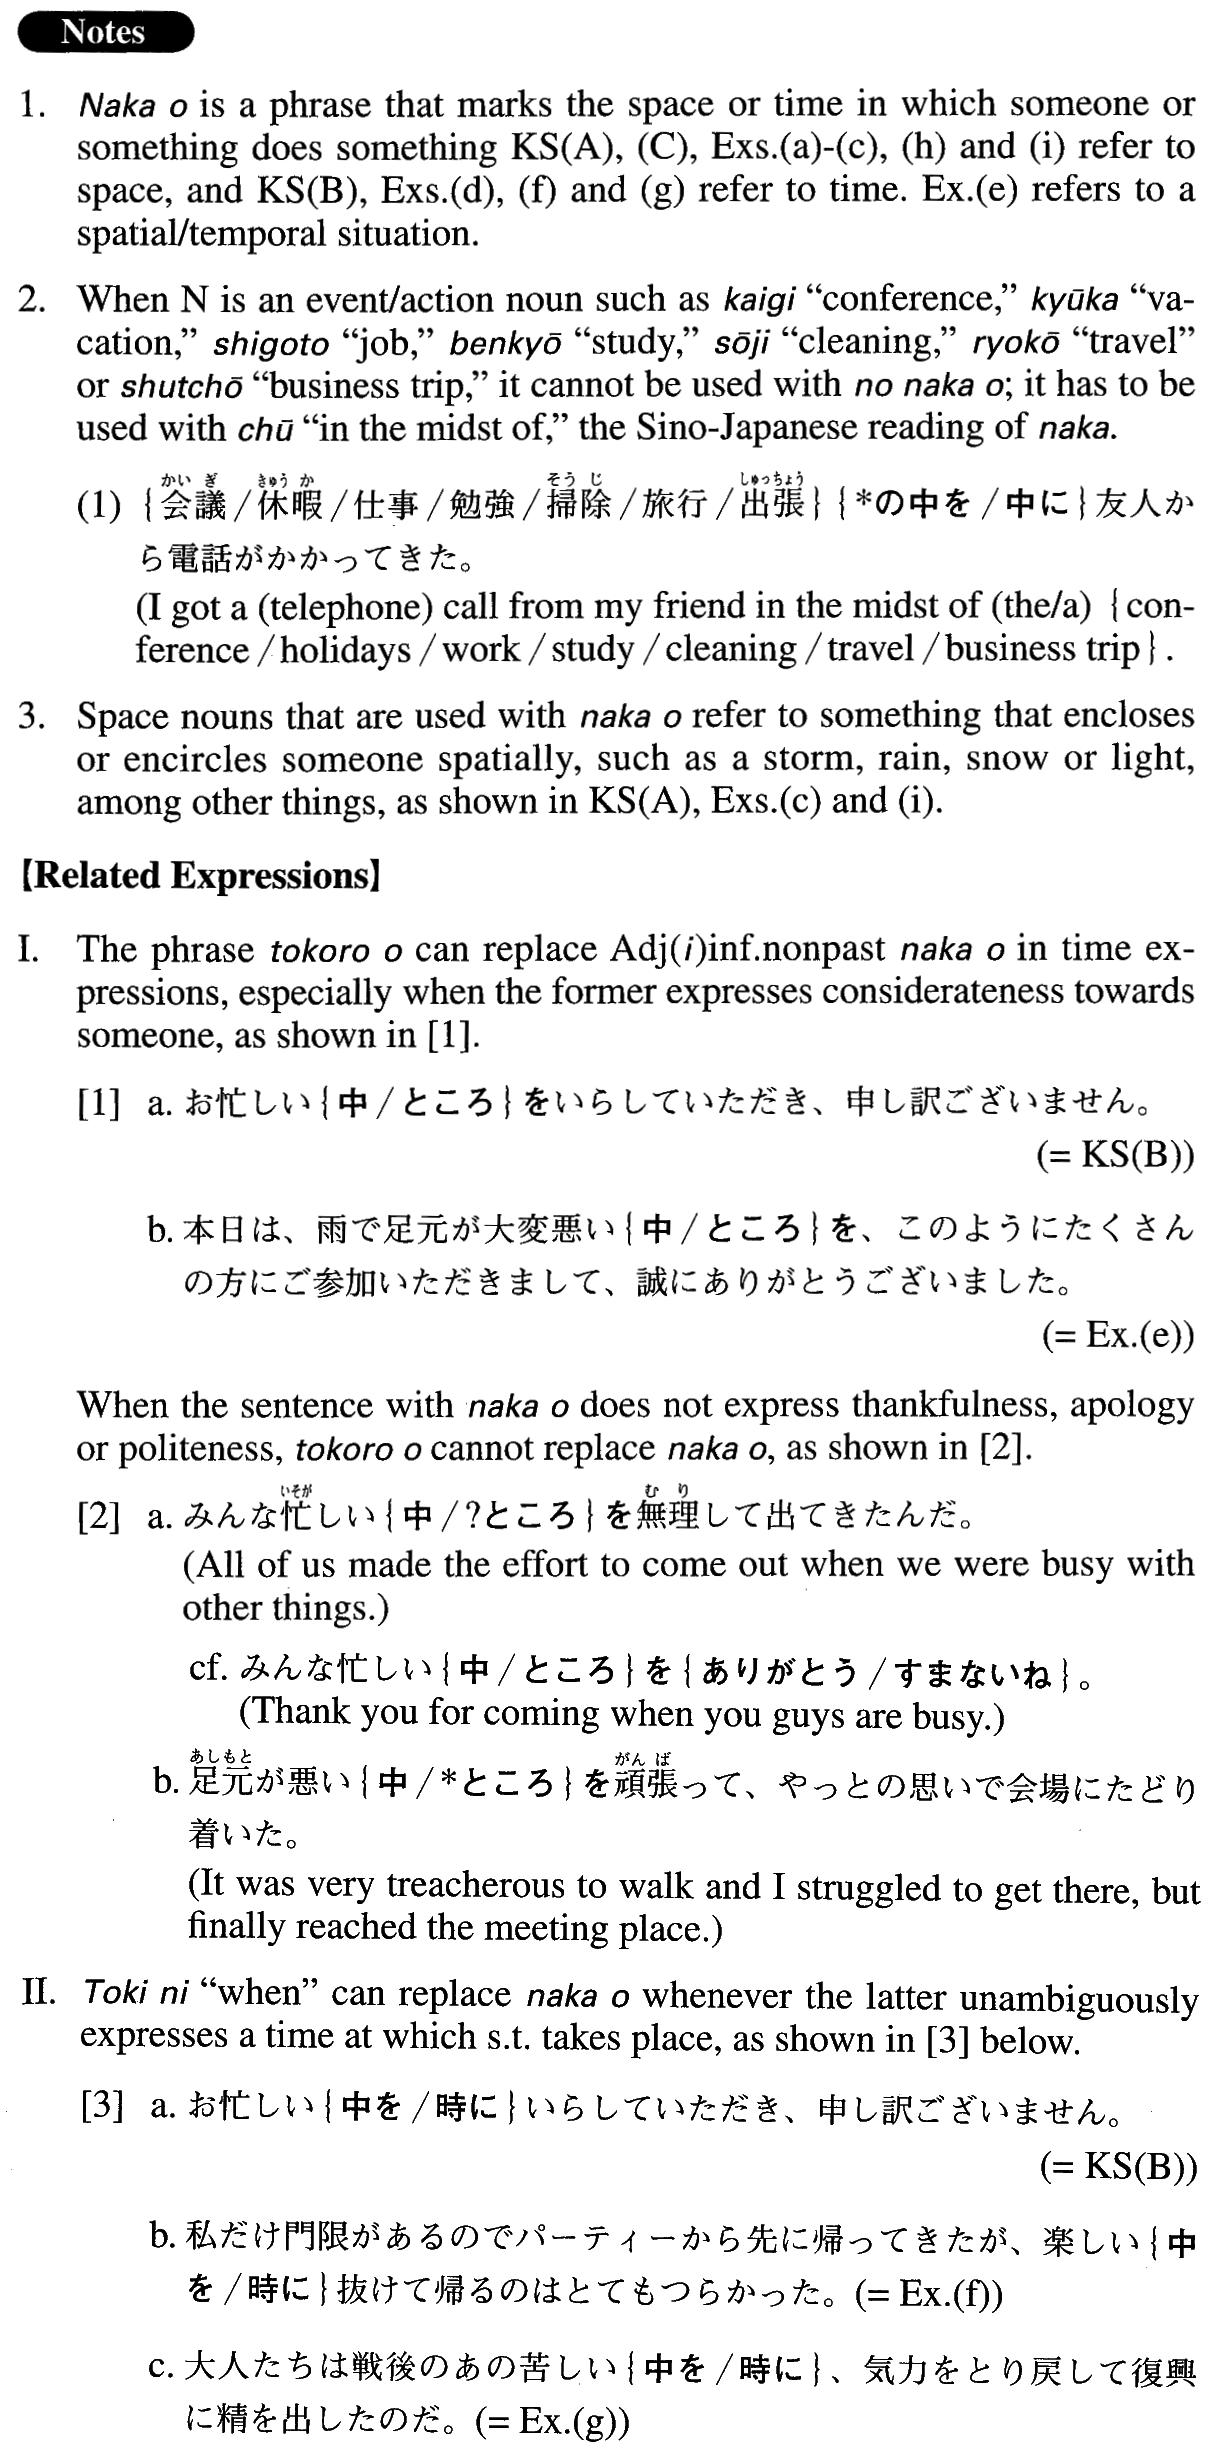 Notes
1. Naka o is a phrase that marks the space or time in which someone or
something does something KS(A), (C), Exs.(a)-(c), (h) and (i) refer to
space, and KS(B), Exs.(d), (f) and (g) refer to time. Ex.(e) refers to a
spatial/temporal situation.
2. When N is an event/action noun such as kaigi “conference,” kyūka “va-
cation,” shigoto “job,” benkyō “study,” sōji “cleaning,” ryokō “travel”
or shutchō “business trip,” it cannot be used with no naka o; it has to be
used with chū “in the midst of,” the Sino-Japanese reading of naka.
かい ぎ きゅう か そう じ しゅっちょう
(1) {会議/休暇/仕事/勉強/掃除/旅行/出張}{*の中を/中に}友人か
ら電話がかかってきた。
(I got a (telephone) call from my friend in the midst of (the/a) {con-
ference/holidays/work/study/cleaning/travel/business trip}.
3. Space nouns that are used with naka o refer to something that encloses
or encircles someone spatially, such as a storm, rain, snow or light,
among other things, as shown in KS(A), Exs.(c) and (i).
【Related Expressions】
I. The phrase tokoro o can replace Adj(i)inf.nonpast naka o in time ex-
pressions, especially when the former expresses considerateness towards
someone, as shown in [1].
[1] a. お忙しい{中/ところ}をいらしていただき、申し訳ございません。
(= KS(B))
b. 本日は、雨で足元が大変悪い{中/ところ}を、このようにたくさん
の方にご参加いただきまして、誠にありがとうございました。
(= Ex.(e))
When the sentence with naka o does not express thankfulness, apology
or politeness, tokoro o cannot replace naka o, as shown in [2].
いそが む り
[2] a. みんな忙しい{中/?ところ}を無理して出てきたんだ。
(All of us made the effort to come out when we were busy with
other things.)
cf. みんな忙しい{中/ところ}を{ありがとう/すまないね}。
(Thank you for coming when you guys are busy.)
あしもと がん ば
b. 足元が悪い{中/*ところ}を頑張って、やっとの思いで会場にたどり
着いた。
(It was very treacherous to walk and I struggled to get there, but
finally reached the meeting place.)
II. Toki ni “when” can replace naka o whenever the latter unambiguously
expresses a time at which s.t. takes place, as shown in [3] below.
[3] a. お忙しい{中を/時に}いらしていただき、申し訳ございません。
(= KS(B))
b. 私だけ門限があるのでパーティーから先に帰ってきたが、楽しい{中
を/時に}抜けて帰るのはとてもつらかった。(= Ex.(f))
c. 大人たちは戦後のあの苦しい{中を/時に}、気力をとり戻して復興
に精を出したのだ。(= Ex.(g))